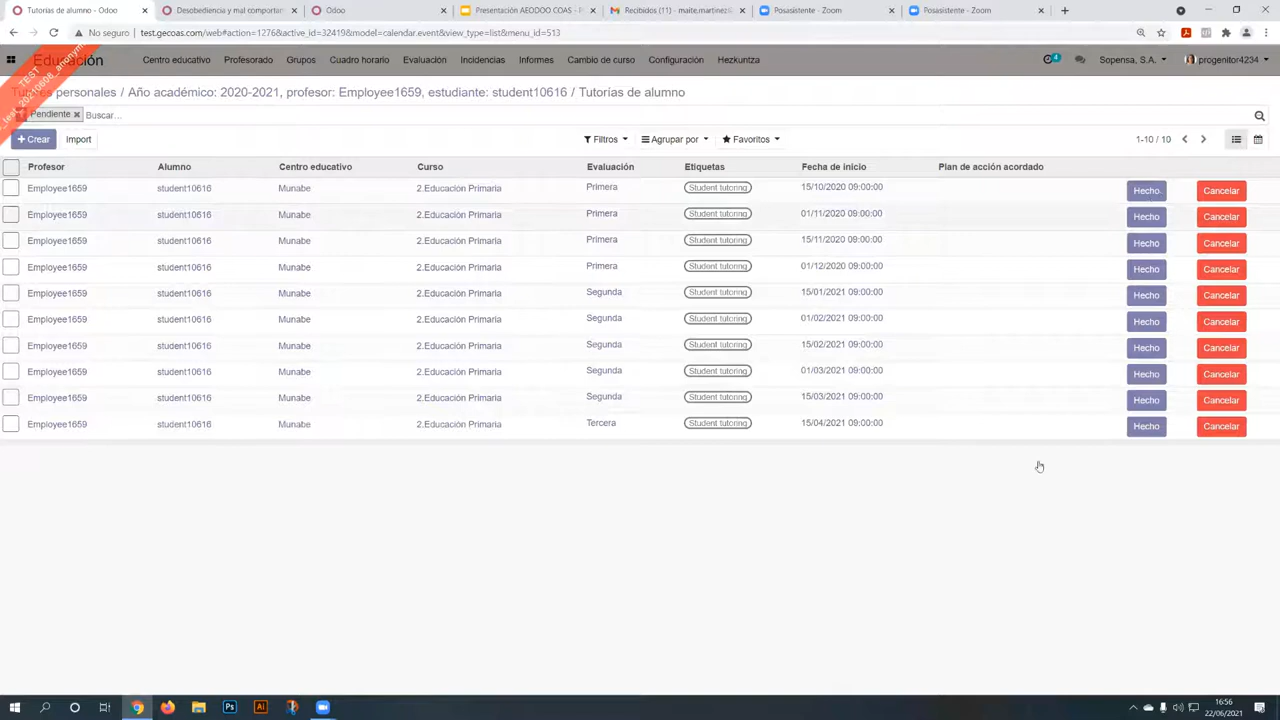 Tutorías de alumno - Odoo
Desobediencia y mal comportan
Odoo
Presentación AEODOO COAS - P
Recibidos (11) - maite.martinez@
Posasistente - Zoom
Posasistente - Zoom
No seguro
test.gecoas.com/web#action=1276&active_id=32419&model=calendar.event&view_type=list&menu_id=513
Educación
Centro educativo
Profesorado
Grupos
Cuadro horario
Evaluación
Incidencias
Informes
Cambio de curso
Configuración
Hezkuntza
4
Sopensa, S.A.
progenitor4234
TEST
personales / Año académico: 2020-2021, profesor: Employee1659, estudiante: student10616 / Tutorías de alumno
Pendiente
Buscar...
Crear
Import
Filtros
Agrupar por
Favoritos
1-10 / 10
Profesor Alumno Centro educativo Curso Evaluación Etiquetas Fecha de inicio Plan de acción acordado
Employee1659 student10616 Munabe 2.Educación Primaria Primera Student tutoring 15/10/2020 09:00:00 Hecho Cancelar
Employee1659 student10616 Munabe 2.Educación Primaria Primera Student tutoring 01/11/2020 09:00:00 Hecho Cancelar
Employee1659 student10616 Munabe 2.Educación Primaria Primera Student tutoring 15/11/2020 09:00:00 Hecho Cancelar
Employee1659 student10616 Munabe 2.Educación Primaria Primera Student tutoring 01/12/2020 09:00:00 Hecho Cancelar
Employee1659 student10616 Munabe 2.Educación Primaria Segunda Student tutoring 15/01/2021 09:00:00 Hecho Cancelar
Employee1659 student10616 Munabe 2.Educación Primaria Segunda Student tutoring 01/02/2021 09:00:00 Hecho Cancelar
Employee1659 student10616 Munabe 2.Educación Primaria Segunda Student tutoring 15/02/2021 09:00:00 Hecho Cancelar
Employee1659 student10616 Munabe 2.Educación Primaria Segunda Student tutoring 01/03/2021 09:00:00 Hecho Cancelar
Employee1659 student10616 Munabe 2.Educación Primaria Segunda Student tutoring 15/03/2021 09:00:00 Hecho Cancelar
Employee1659 student10616 Munabe 2.Educación Primaria Tercera Student tutoring 15/04/2021 09:00:00 Hecho Cancelar
Ps
Ai
16:56
22/06/2021